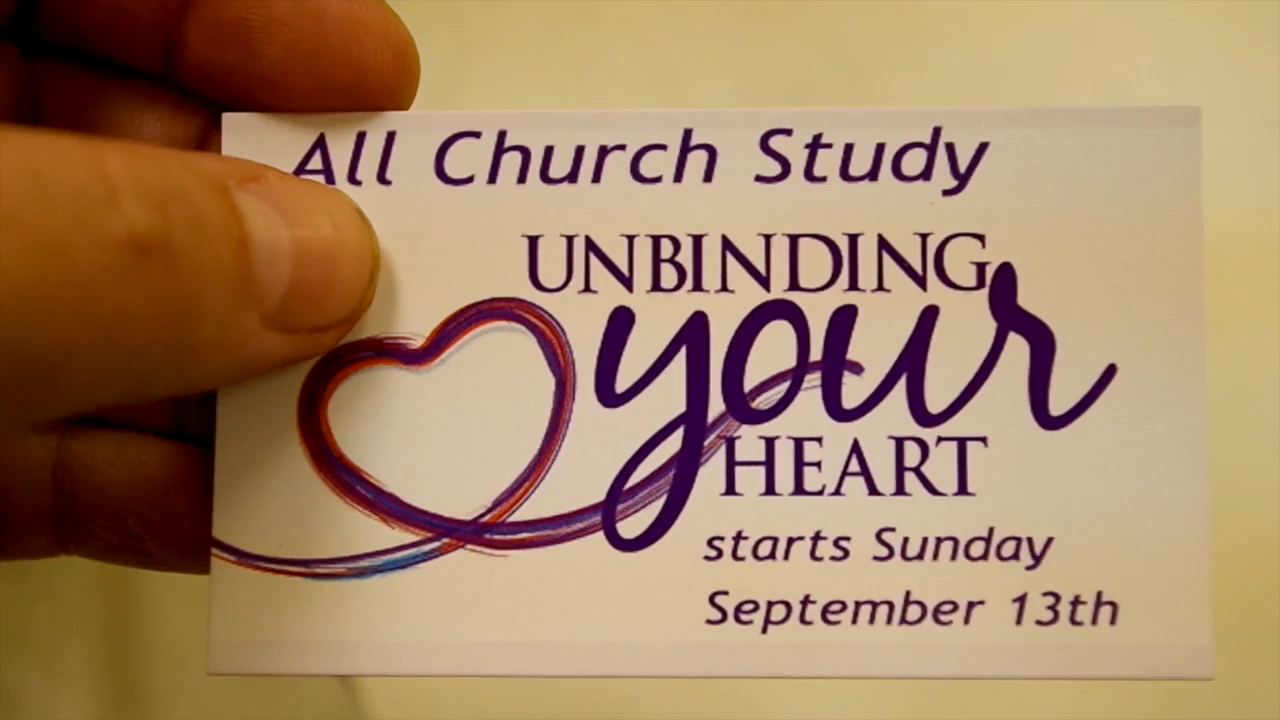 All Church Study
UNBINDING
your
HEART
starts Sunday
September 13th